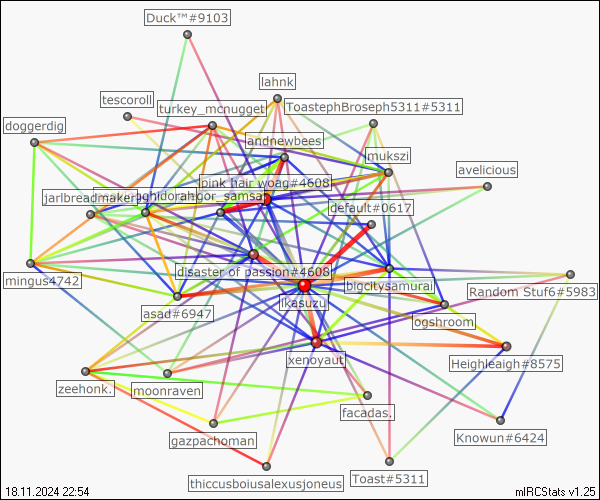 Duck™#9103
lahnk
tescoroll
turkey_mcnugget
ToastephBroseph5311#5311
doggerdig
andnewbees
mukszi
avelicious
pink hair woag#4608
jarlbreadmaker
default#0617
mingus4742
disaster of passion#4608
bigcitysamurai
Random Stuf6#5983
ikasuzu
asad#6947
ogshroom
xenoyaut
Heighleaigh#8575
zeehonk.
moonraven
facadas.
gazpachoman
Knowun#6424
thiccusboiusalexusjoneus
Toast#5311
18.11.2024 22:54
mIRCStats v1.25